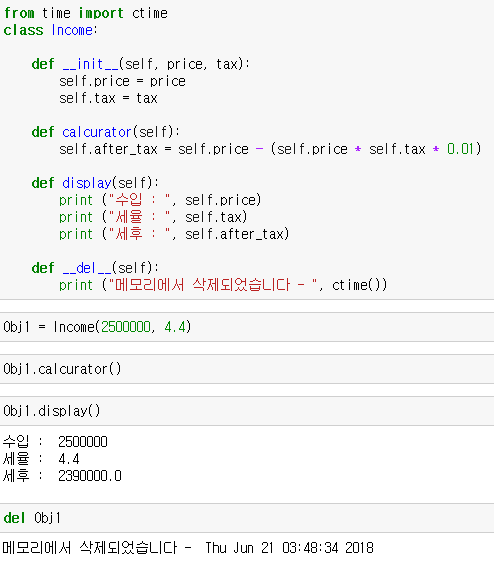 from time import ctime
class Income:
def __init__(self, price, tax):
self.price = price
self.tax = tax
def calcurator(self):
self.after_tax = self.price - (self.price * self.tax * 0.01)
def display(self):
print ("수입 : ", self.price)
print ("세율 : ", self.tax)
print ("세후 : ", self.after_tax)
def __del__(self):
print ("메모리에서 삭제되었습니다 - ", ctime())
Obj1 = Income(2500000, 4.4)
Obj1.calcurator()
Obj1.display()
수입 :  2500000
세율 :  4.4
세후 :  2390000.0
del Obj1
메모리에서 삭제되었습니다 -  Thu Jun 21 03:48:34 2018